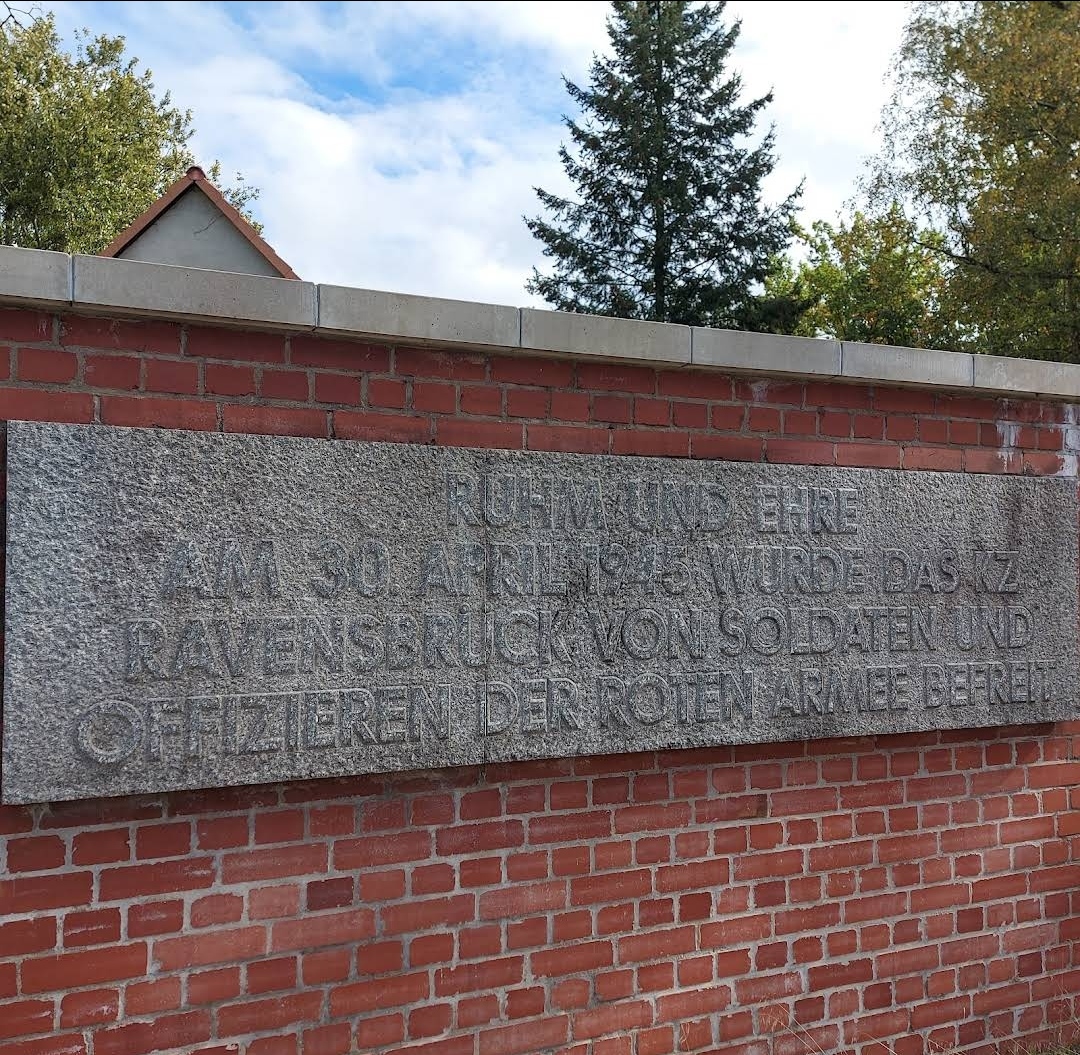 RUHM UND EHRE
AM 30. APRIL 1945 WURDE DAS KZ
RAVENSBRÜCK VON SOLDATEN UND
OFFIZIEREN DER ROTEN ARMEE BEFREIT